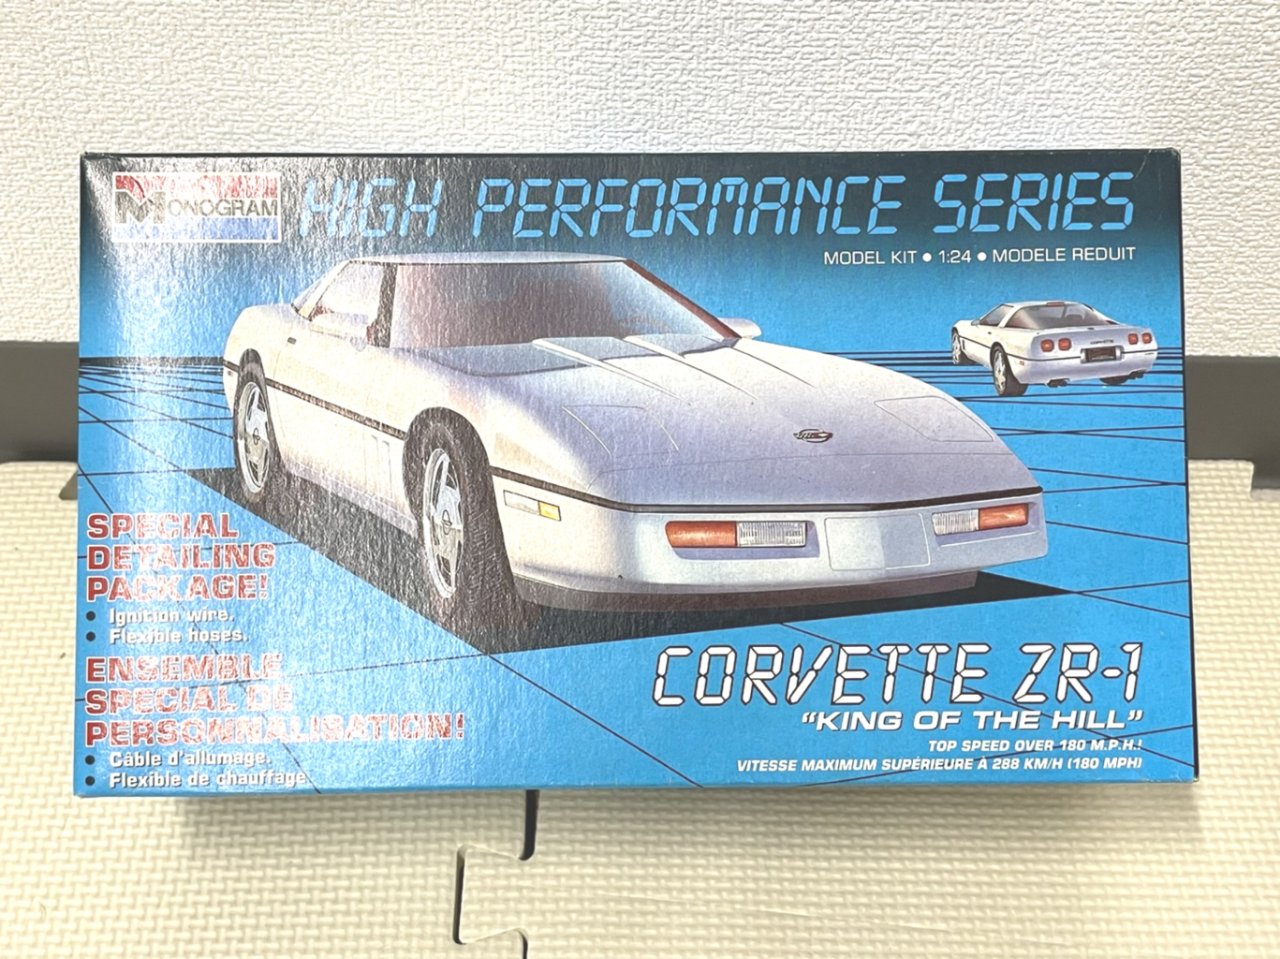 MONOGRAM
HIGH PERFORMANCE SERIES
MODEL KIT • 1:24 • MODELE REDUIT
SPECIAL
DETAILING
PACKAGE!
• Ignition wire.
• Flexible hoses.
ENSEMBLE
SPECIAL DE
PERSONNALISATION!
• Câble d'allumage.
• Flexible de chauffage
CORVETTE ZR-1
"KING OF THE HILL"
TOP SPEED OVER 180 M.P.H.!
VITESSE MAXIMUM SUPÉRIEURE À 288 KM/H (180 MPH)